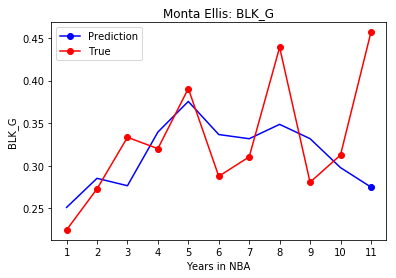 Monta Ellis: BLK_G
Prediction
True
BLK_G
0.45
0.40
0.35
0.30
0.25
1 2 3 4 5 6 7 8 9 10 11
Years in NBA